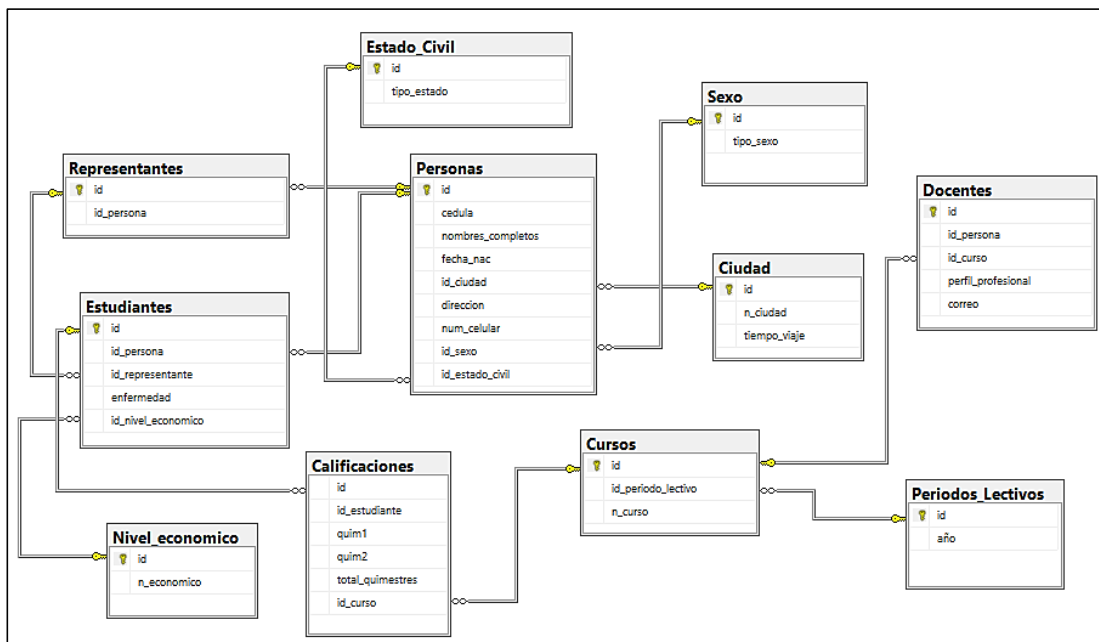 Estado_Civil
id
tipo_estado
Sexo
id
tipo_sexo
Representantes
id
id_persona
Personas
id
cedula
nombres_completos
fecha_nac
id_ciudad
direccion
num_celular
id_sexo
id_estado_civil
Docentes
id
id_persona
id_curso
perfil_profesional
correo
Ciudad
id
n_ciudad
tiempo_viaje
Estudiantes
id
id_persona
id_representante
enfermedad
id_nivel_economico
Calificaciones
id
id_estudiante
quim1
quim2
total_quimestres
id_curso
Cursos
id
id_periodo_lectivo
n_curso
Periodos_Lectivos
id
año
Nivel_economico
id
n_economico